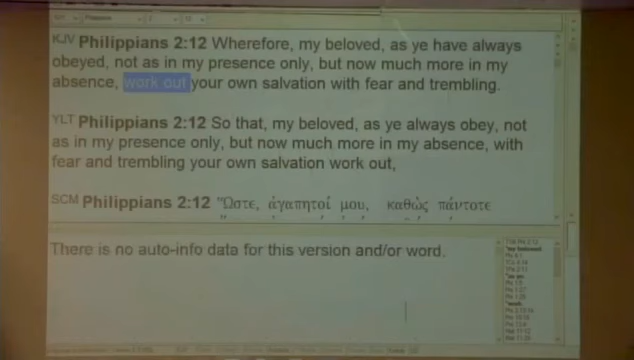 KJV Philippians 2:12 Wherefore, my beloved, as ye have always
obeyed, not as in my presence only, but now much more in my
absence, work out your own salvation with fear and trembling.
YLT Philippians 2:12 So that, my beloved, as ye always obey, not
as in my presence only, but now much more in my absence, with
fear and trembling your own salvation work out,
SCM Philippians 2:12 Ὥστε, ἀγαπητοί μου, καθὼς πάντοτε
There is no auto-info data for this version and/or word.